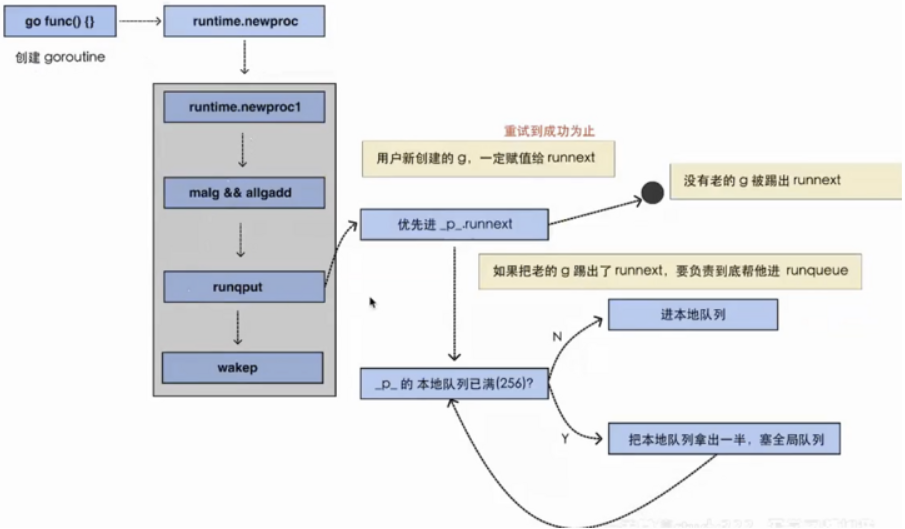 go func() {}
runtime.newproc
创建 goroutine
runtime.newproc1
重试到成功为止
用户新创建的 g，一定赋值给 runnext
malg && allgadd
没有老的 g 被踢出 runnext
优先进 _p_.runnext
如果把老的 g 踢出了 runnext，要负责到底帮他进 runqueue
runqput
进本地队列
N
wakep
_p_ 的 本地队列已满(256)?
Y
把本地队列拿出一半，塞全局队列